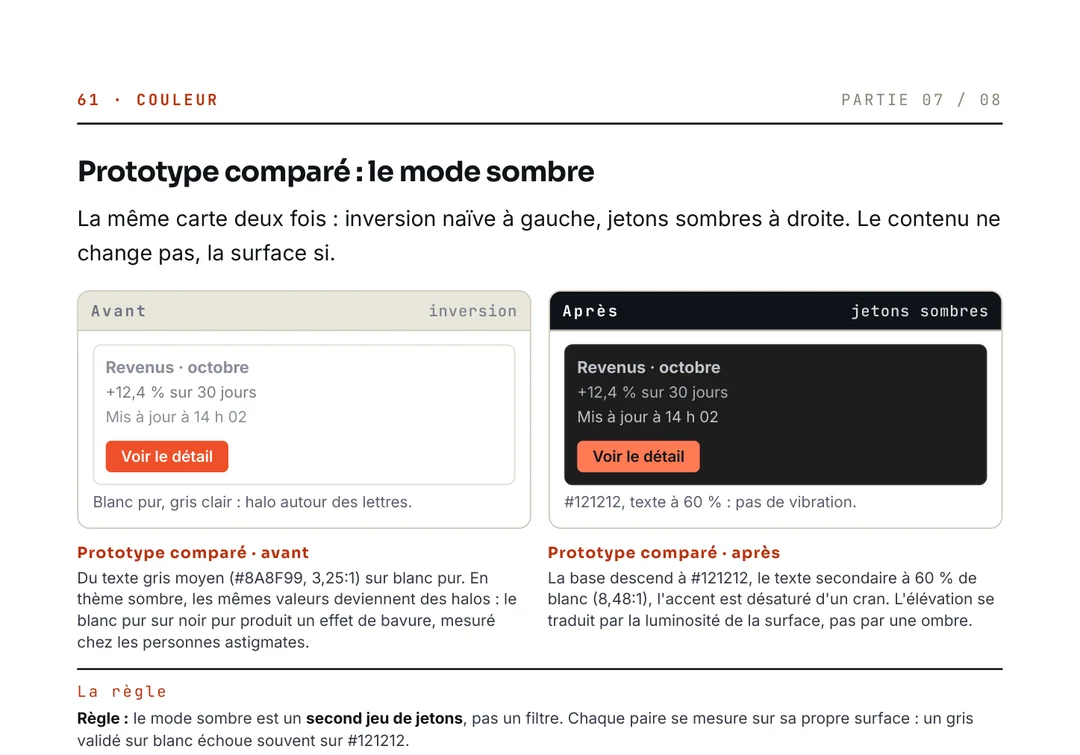 61 · COULEUR
PARTIE 07 / 08
Prototype comparé : le mode sombre
La même carte deux fois : inversion naïve à gauche, jetons sombres à droite. Le contenu ne
change pas, la surface si.
Avant
inversion
Revenus · octobre
+12,4 % sur 30 jours
Mis à jour à 14 h 02
Voir le détail
Blanc pur, gris clair : halo autour des lettres.
Après
jetons sombres
Revenus · octobre
+12,4 % sur 30 jours
Mis à jour à 14 h 02
Voir le détail
#121212, texte à 60 % : pas de vibration.
Prototype comparé · avant
Du texte gris moyen (#8A8F99, 3,25:1) sur blanc pur. En
thème sombre, les mêmes valeurs deviennent des halos : le
blanc pur sur noir pur produit un effet de bavure, mesuré
chez les personnes astigmates.
Prototype comparé · après
La base descend à #121212, le texte secondaire à 60 % de
blanc (8,48:1), l'accent est désaturé d'un cran. L'élévation se
traduit par la luminosité de la surface, pas par une ombre.
La règle
Règle : le mode sombre est un second jeu de jetons, pas un filtre. Chaque paire se mesure sur sa propre surface : un gris
validé sur blanc échoue souvent sur #121212.